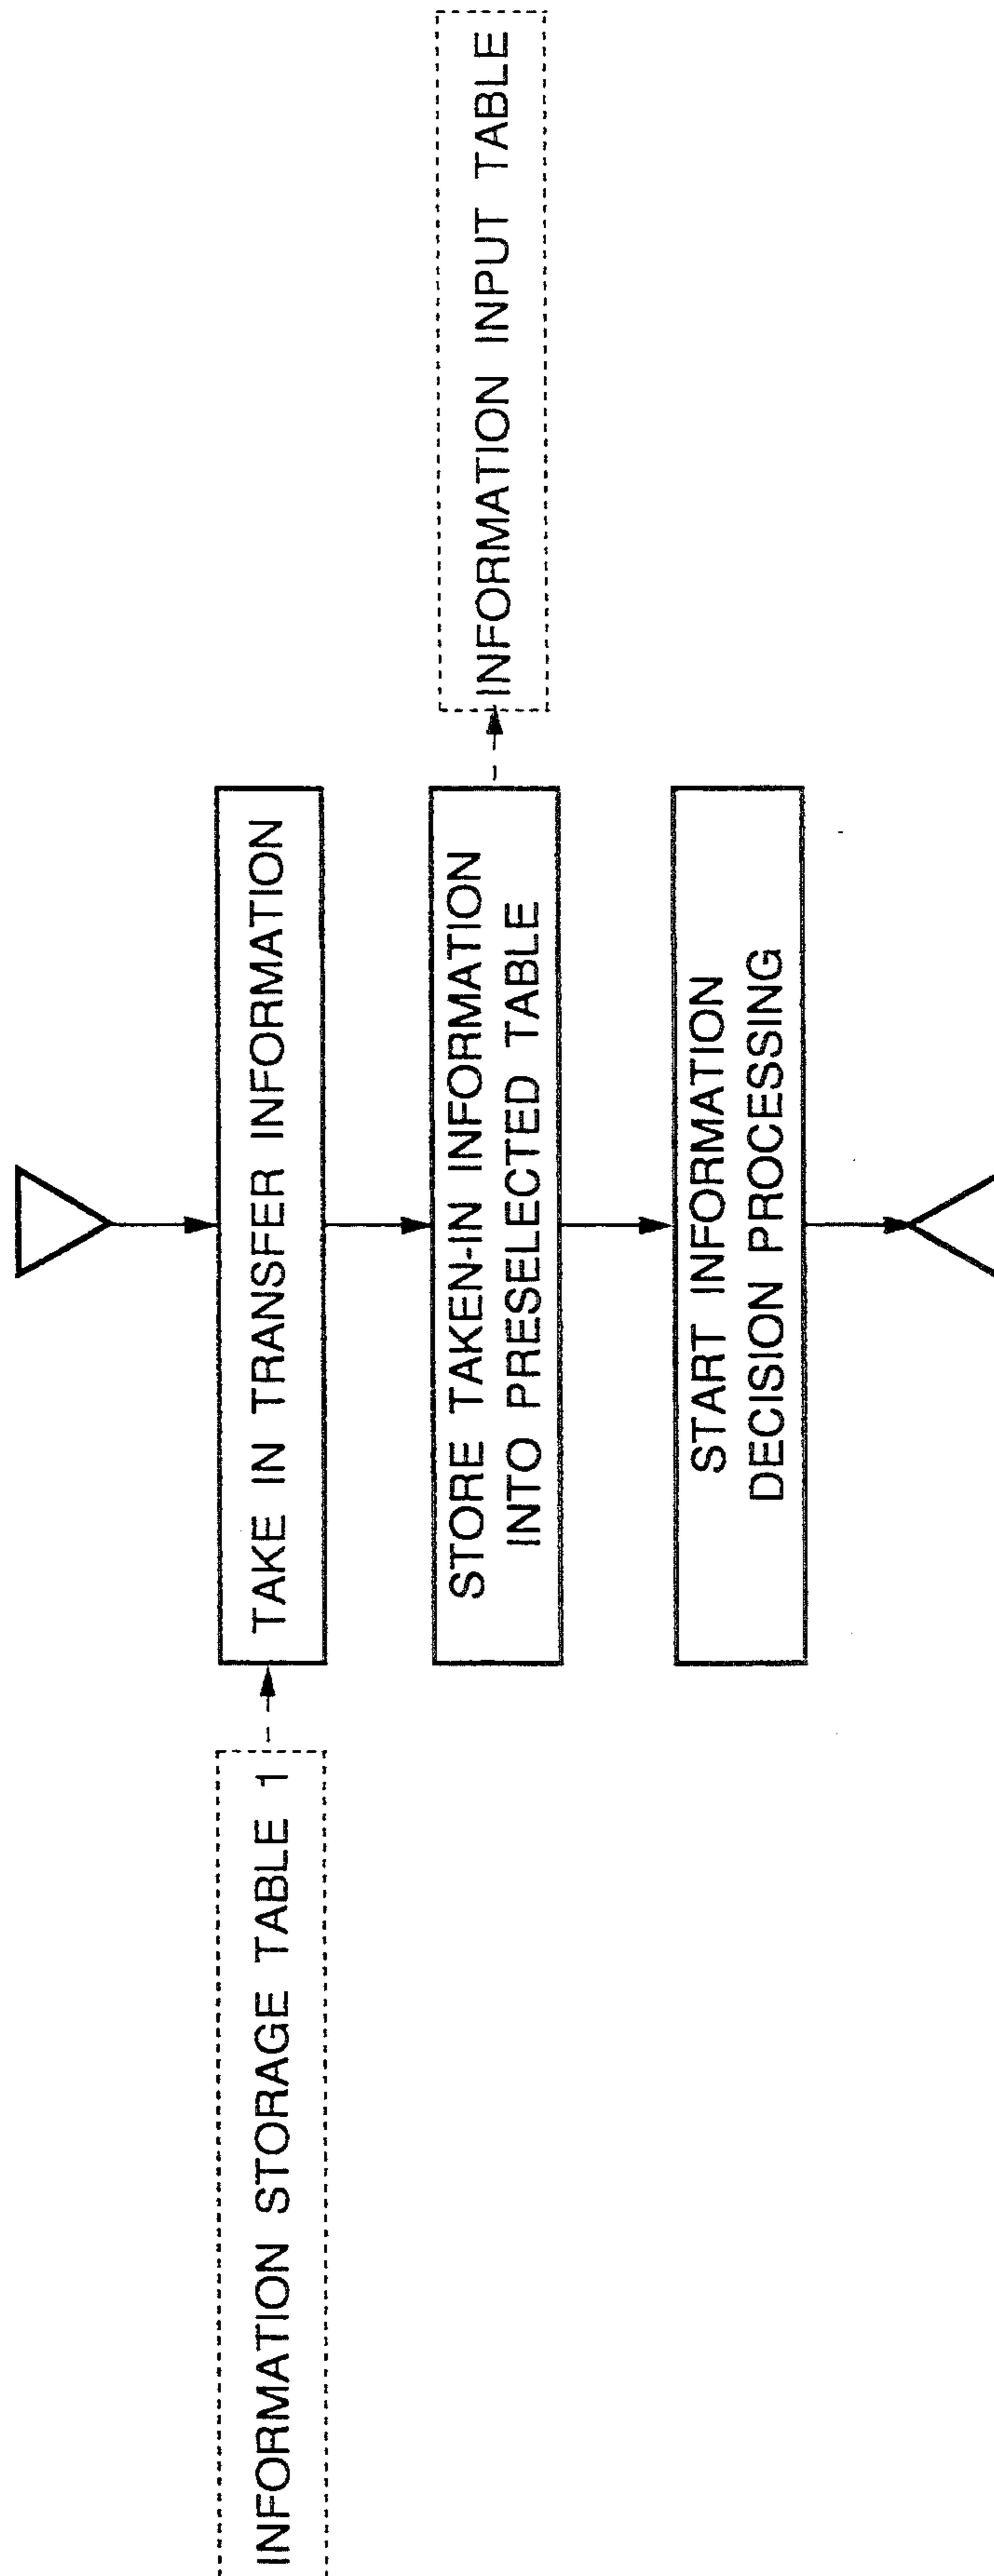 INFORMATION STORAGE TABLE 1
TAKE IN TRANSFER INFORMATION
STORE TAKEN-IN INFORMATION
INTO PRESELECTED TABLE
INFORMATION INPUT TABLE
START INFORMATION
DECISION PROCESSING